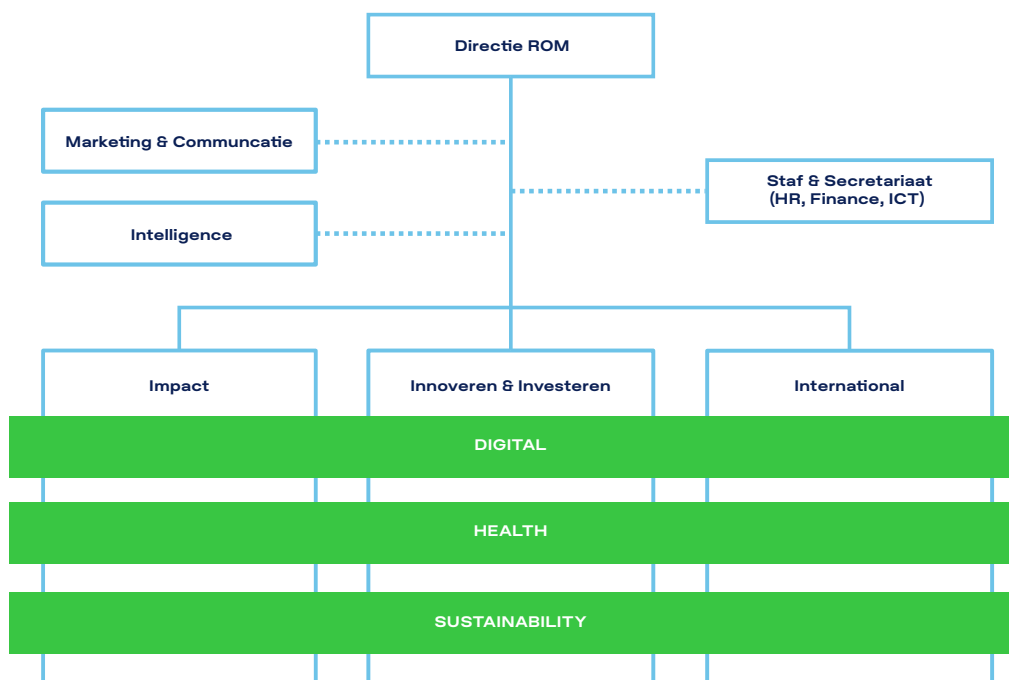 Directie ROM
Marketing & Communcatie
Staf & Secretariaat
(HR, Finance, ICT)
Intelligence
Impact
Innoveren & Investeren
International
DIGITAL
HEALTH
SUSTAINABILITY